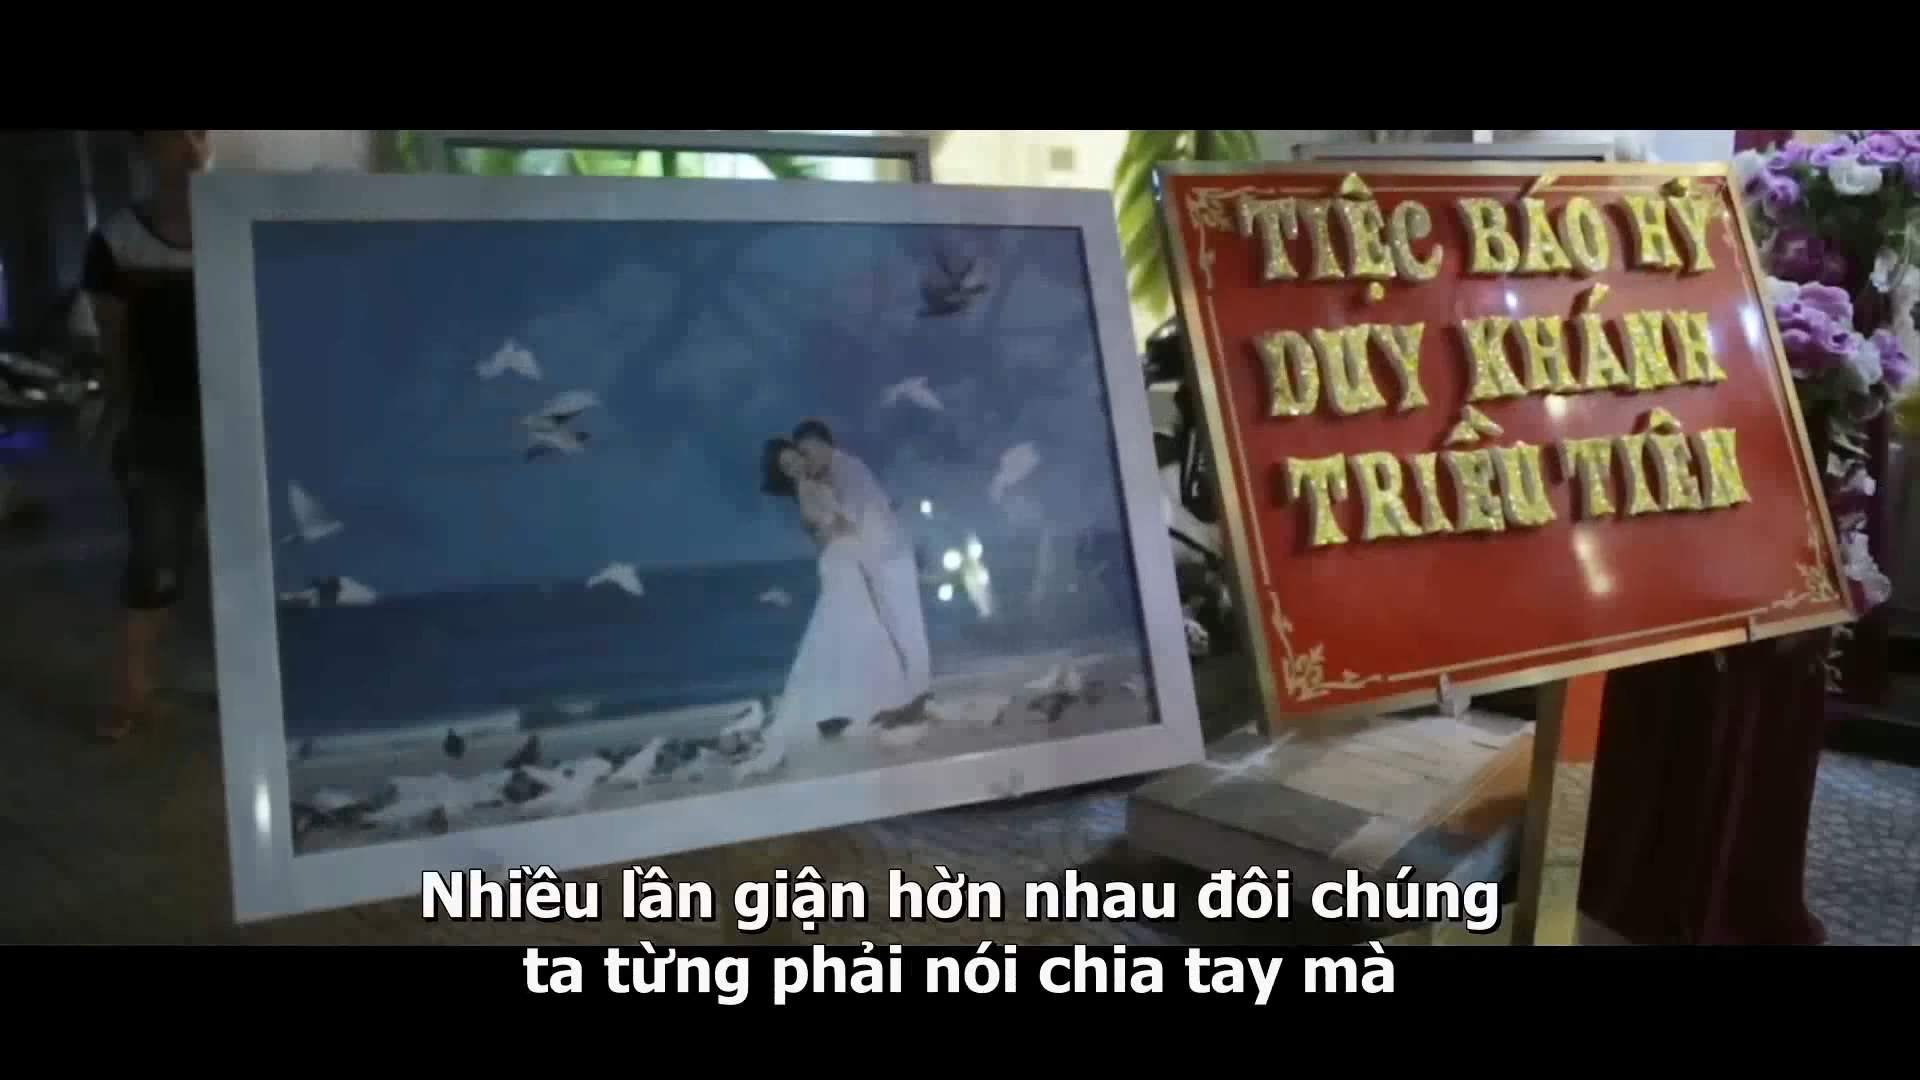 TIỆC BÁO HỶ
DUY KHÁNH
TRIỀU TIÊN
Nhiều lần giận hờn nhau đôi chúng
ta từng phải nói chia tay mà